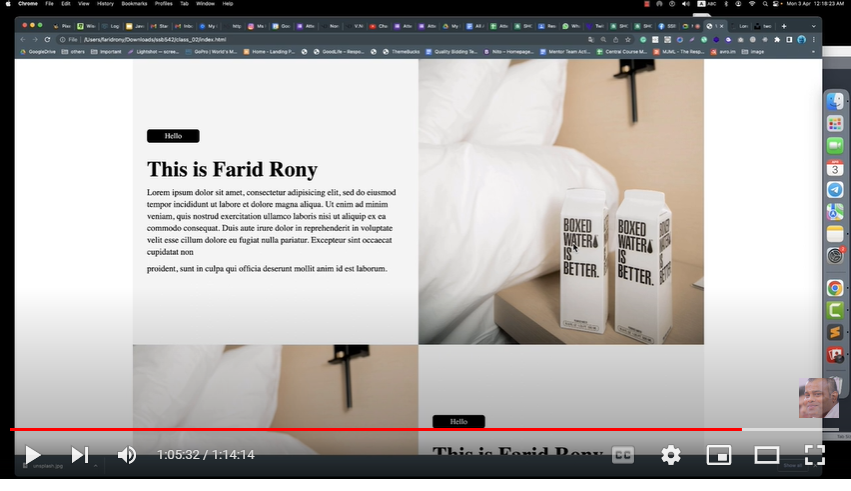 Chrome File Edit View History Bookmarks Profiles Tab Window Help
ABC Mon 3 Apr 12:18:23 AM
File /Users/faridrony/Downloads/ssb542/class_02/index.html
GoogleDrive others important Lightshot — scree... GoPro | World's M... Home - Landing F... GoodLife—Respo... ThemeBucks Quality Bidding Te... Nito – Homepage... Mentor Team Acti... Central Course M... MUML - The Resp... avro.im image
Hello
This is Farid Rony
Lorem ipsum dolor sit amet, consectetur adipisicing elit, sed do eiusmod
tempor incididunt ut labore et dolore magna aliqua. Ut enim ad minim
veniam, quis nostrud exercitation ullamco laboris nisi ut aliquip ex ea
commodo consequat. Duis aute irure dolor in reprehenderit in voluptate
velit esse cillum dolore eu fugiat nulla pariatur. Excepteur sint occaecat
cupidatat non
proident, sunt in culpa qui officia deserunt mollit anim id est laborum.
BOXED
WATER
IS
BETTER.
BOXED
WATER
IS
BETTER.
APR
3
Hello
This is Farid Rony
1:05:32 / 1:14:14
CC
unsplash.jpg
Show all